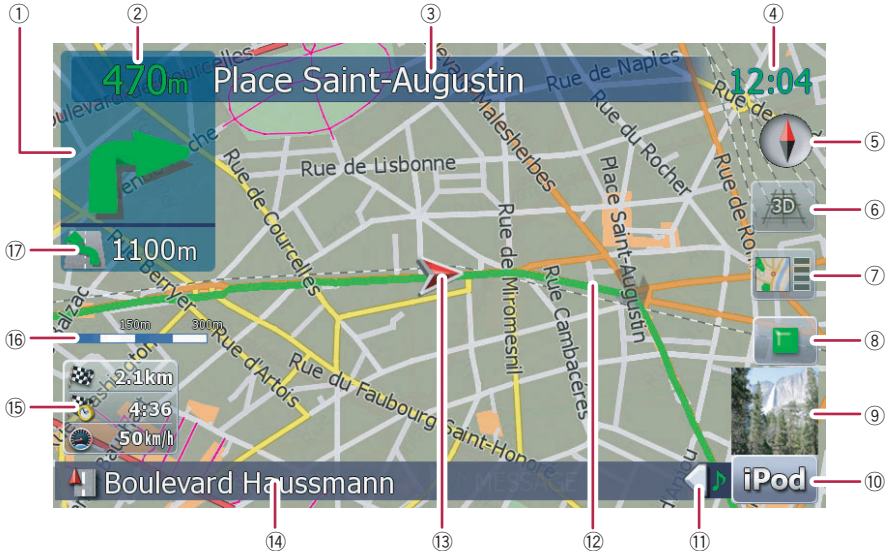 ① ② ③ ④
470m Place Saint-Augustin 12:04
Rue de Naples
Malesherbes
Rue du Rocher
⑤
Rue de Lisbonne
Rue de Courcelles
Place Saint-Augustin
3D ⑥
⑰ 1100m
Rue de Miromesnil
⑦
Rue Cambacérès
⑯ 150m 300m
⑧
Rue d'Artois
Rue du Faubourg Saint-Honoré
2.1km
⑮ 4:36
50km/h
⑨
Boulevard Haussmann
MESSAGE
iPod ⑩
⑭ ⑬ ⑫ ⑪